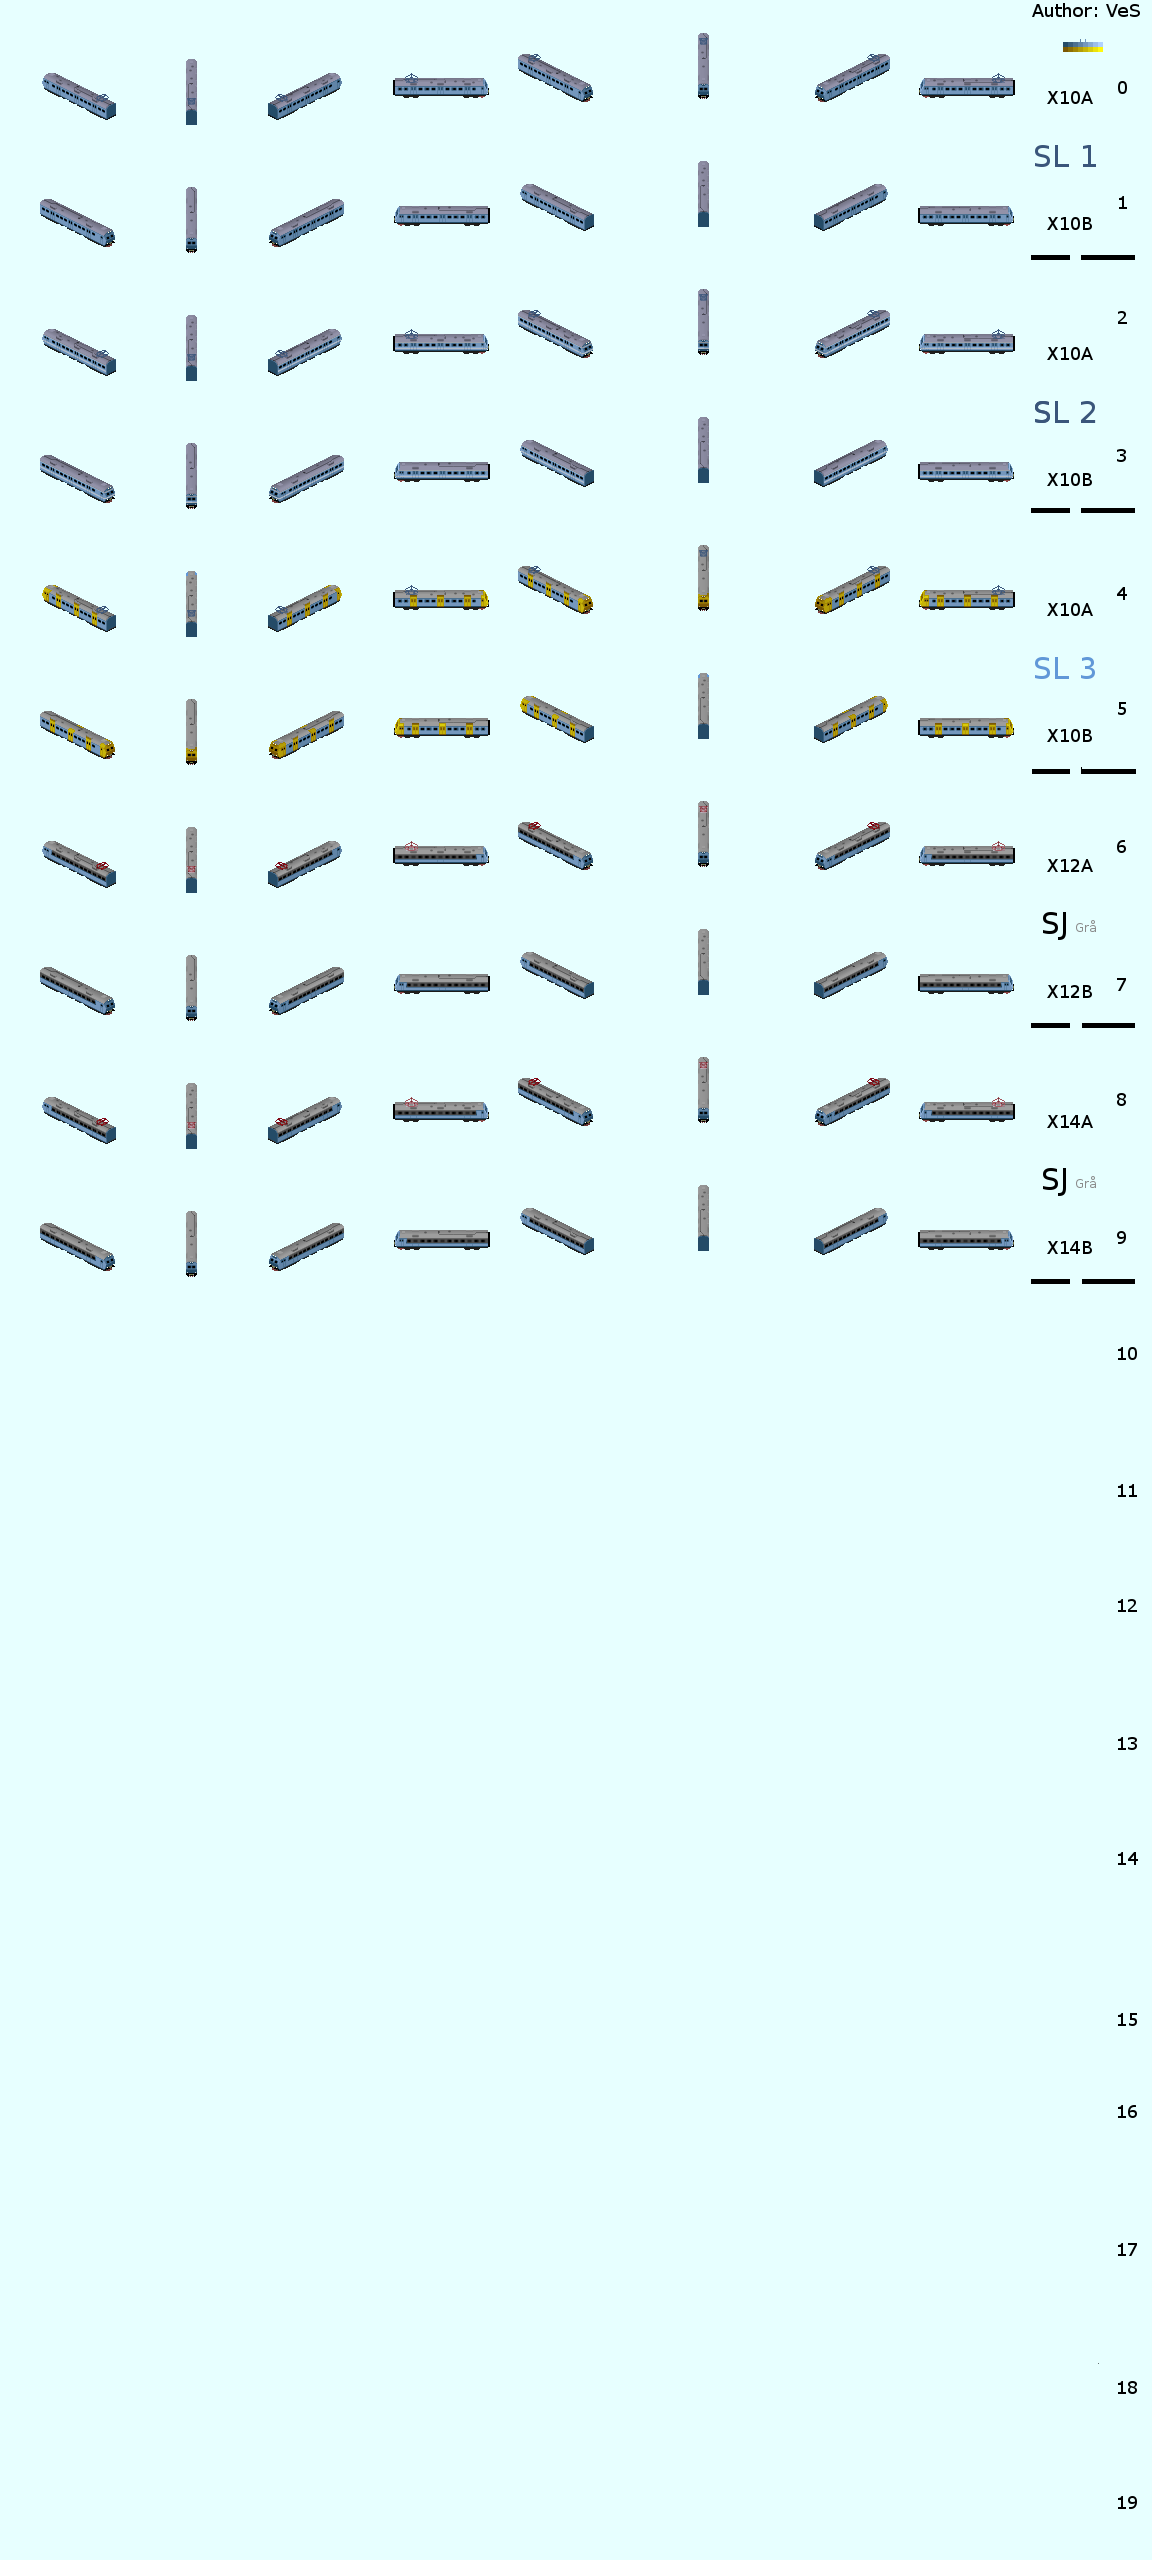 Author: VeS
X10A 0
SL 1
X10B 1
X10A 2
SL 2
X10B 3
X10A 4
SL 3
X10B 5
X12A 6
SJ Grå
X12B 7
X14A 8
SJ Grå
X14B 9
10
11
12
13
14
15
16
17
18
19